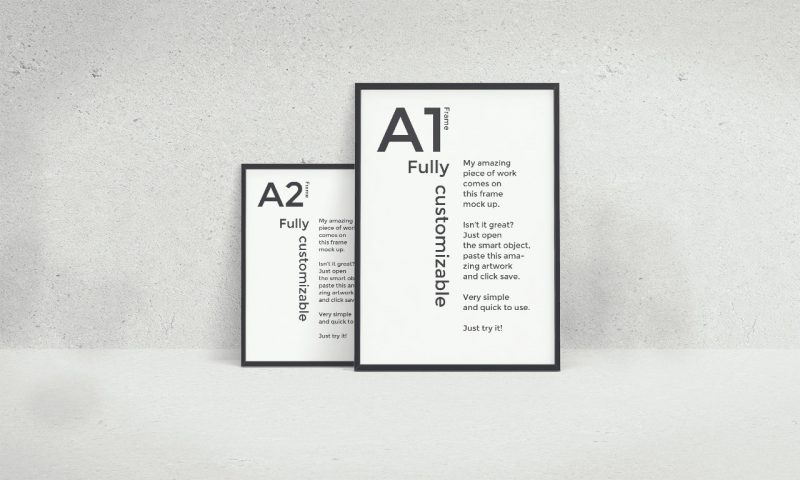 A2
Frame
Fully
customizable
My amazing
piece of work
comes on
this frame
mock up.
Isn't it great?
Just open
the smart
paste this
zing artwork
and click save
Very simple
and quick to
Just try it!
A1
Frame
Fully
customizable
My amazing
piece of work
comes on
this frame
mock up.
Isn't it great?
Just open
the smart object,
paste this ama-
zing artwork
and click save.
Very simple
and quick to use.
Just try it!